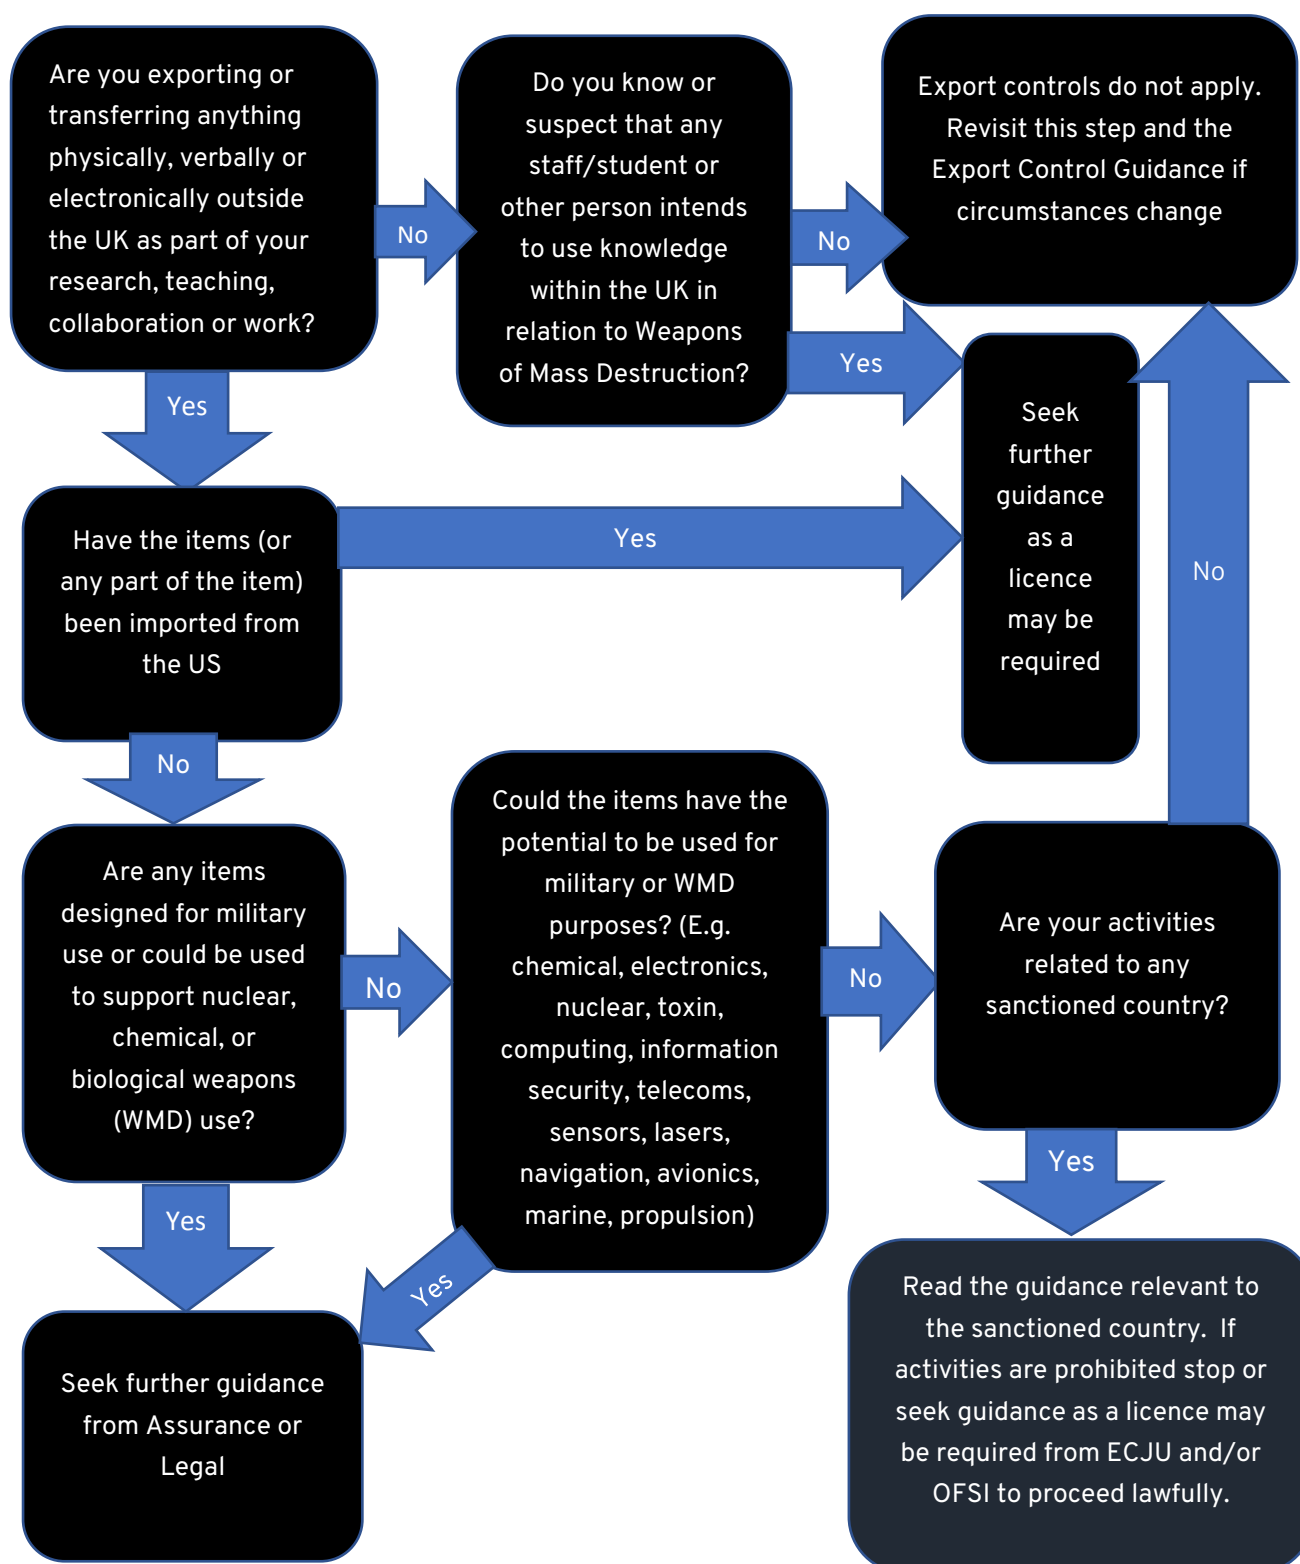 Are you exporting or
transferring anything
physically, verbally or
electronically outside
the UK as part of your
research, teaching,
collaboration or work?
No
Do you know or
suspect that any
staff/student or
other person intends
to use knowledge
within the UK in
relation to Weapons
of Mass Destruction?
No
Export controls do not apply.
Revisit this step and the
Export Control Guidance if
circumstances change
Yes
Yes
Seek
further
guidance
as a
licence
may be
required
Have the items (or
any part of the item)
been imported from
the US
Yes
No
No
Are any items
designed for military
use or could be used
to support nuclear,
chemical, or
biological weapons
(WMD) use?
No
Could the items have the
potential to be used for
military or WMD
purposes? (E.g.
chemical, electronics,
nuclear, toxin,
computing, information
security, telecoms,
sensors, lasers,
navigation, avionics,
marine, propulsion)
No
Are your activities
related to any
sanctioned country?
Yes
Yes
Yes
Seek further guidance
from Assurance or
Legal
Read the guidance relevant to
the sanctioned country.  If
activities are prohibited stop or
seek guidance as a licence may
be required from ECJU and/or
OFSI to proceed lawfully.